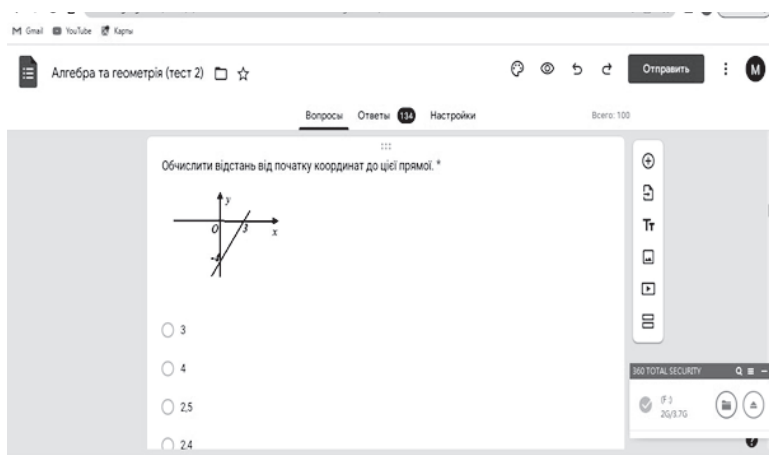 Gmail YouTube Карты
Алгебра та геометрія (тест 2)
Отправить
M
Вопросы Ответы 134 Настройки
Всего: 100
Обчислити відстань від початку координат до цієї прямої. *
y
O 3 x
-4
3
4
2,5
2.4
Tт
360 TOTAL SECURITY
(F:)
2G/3.7G